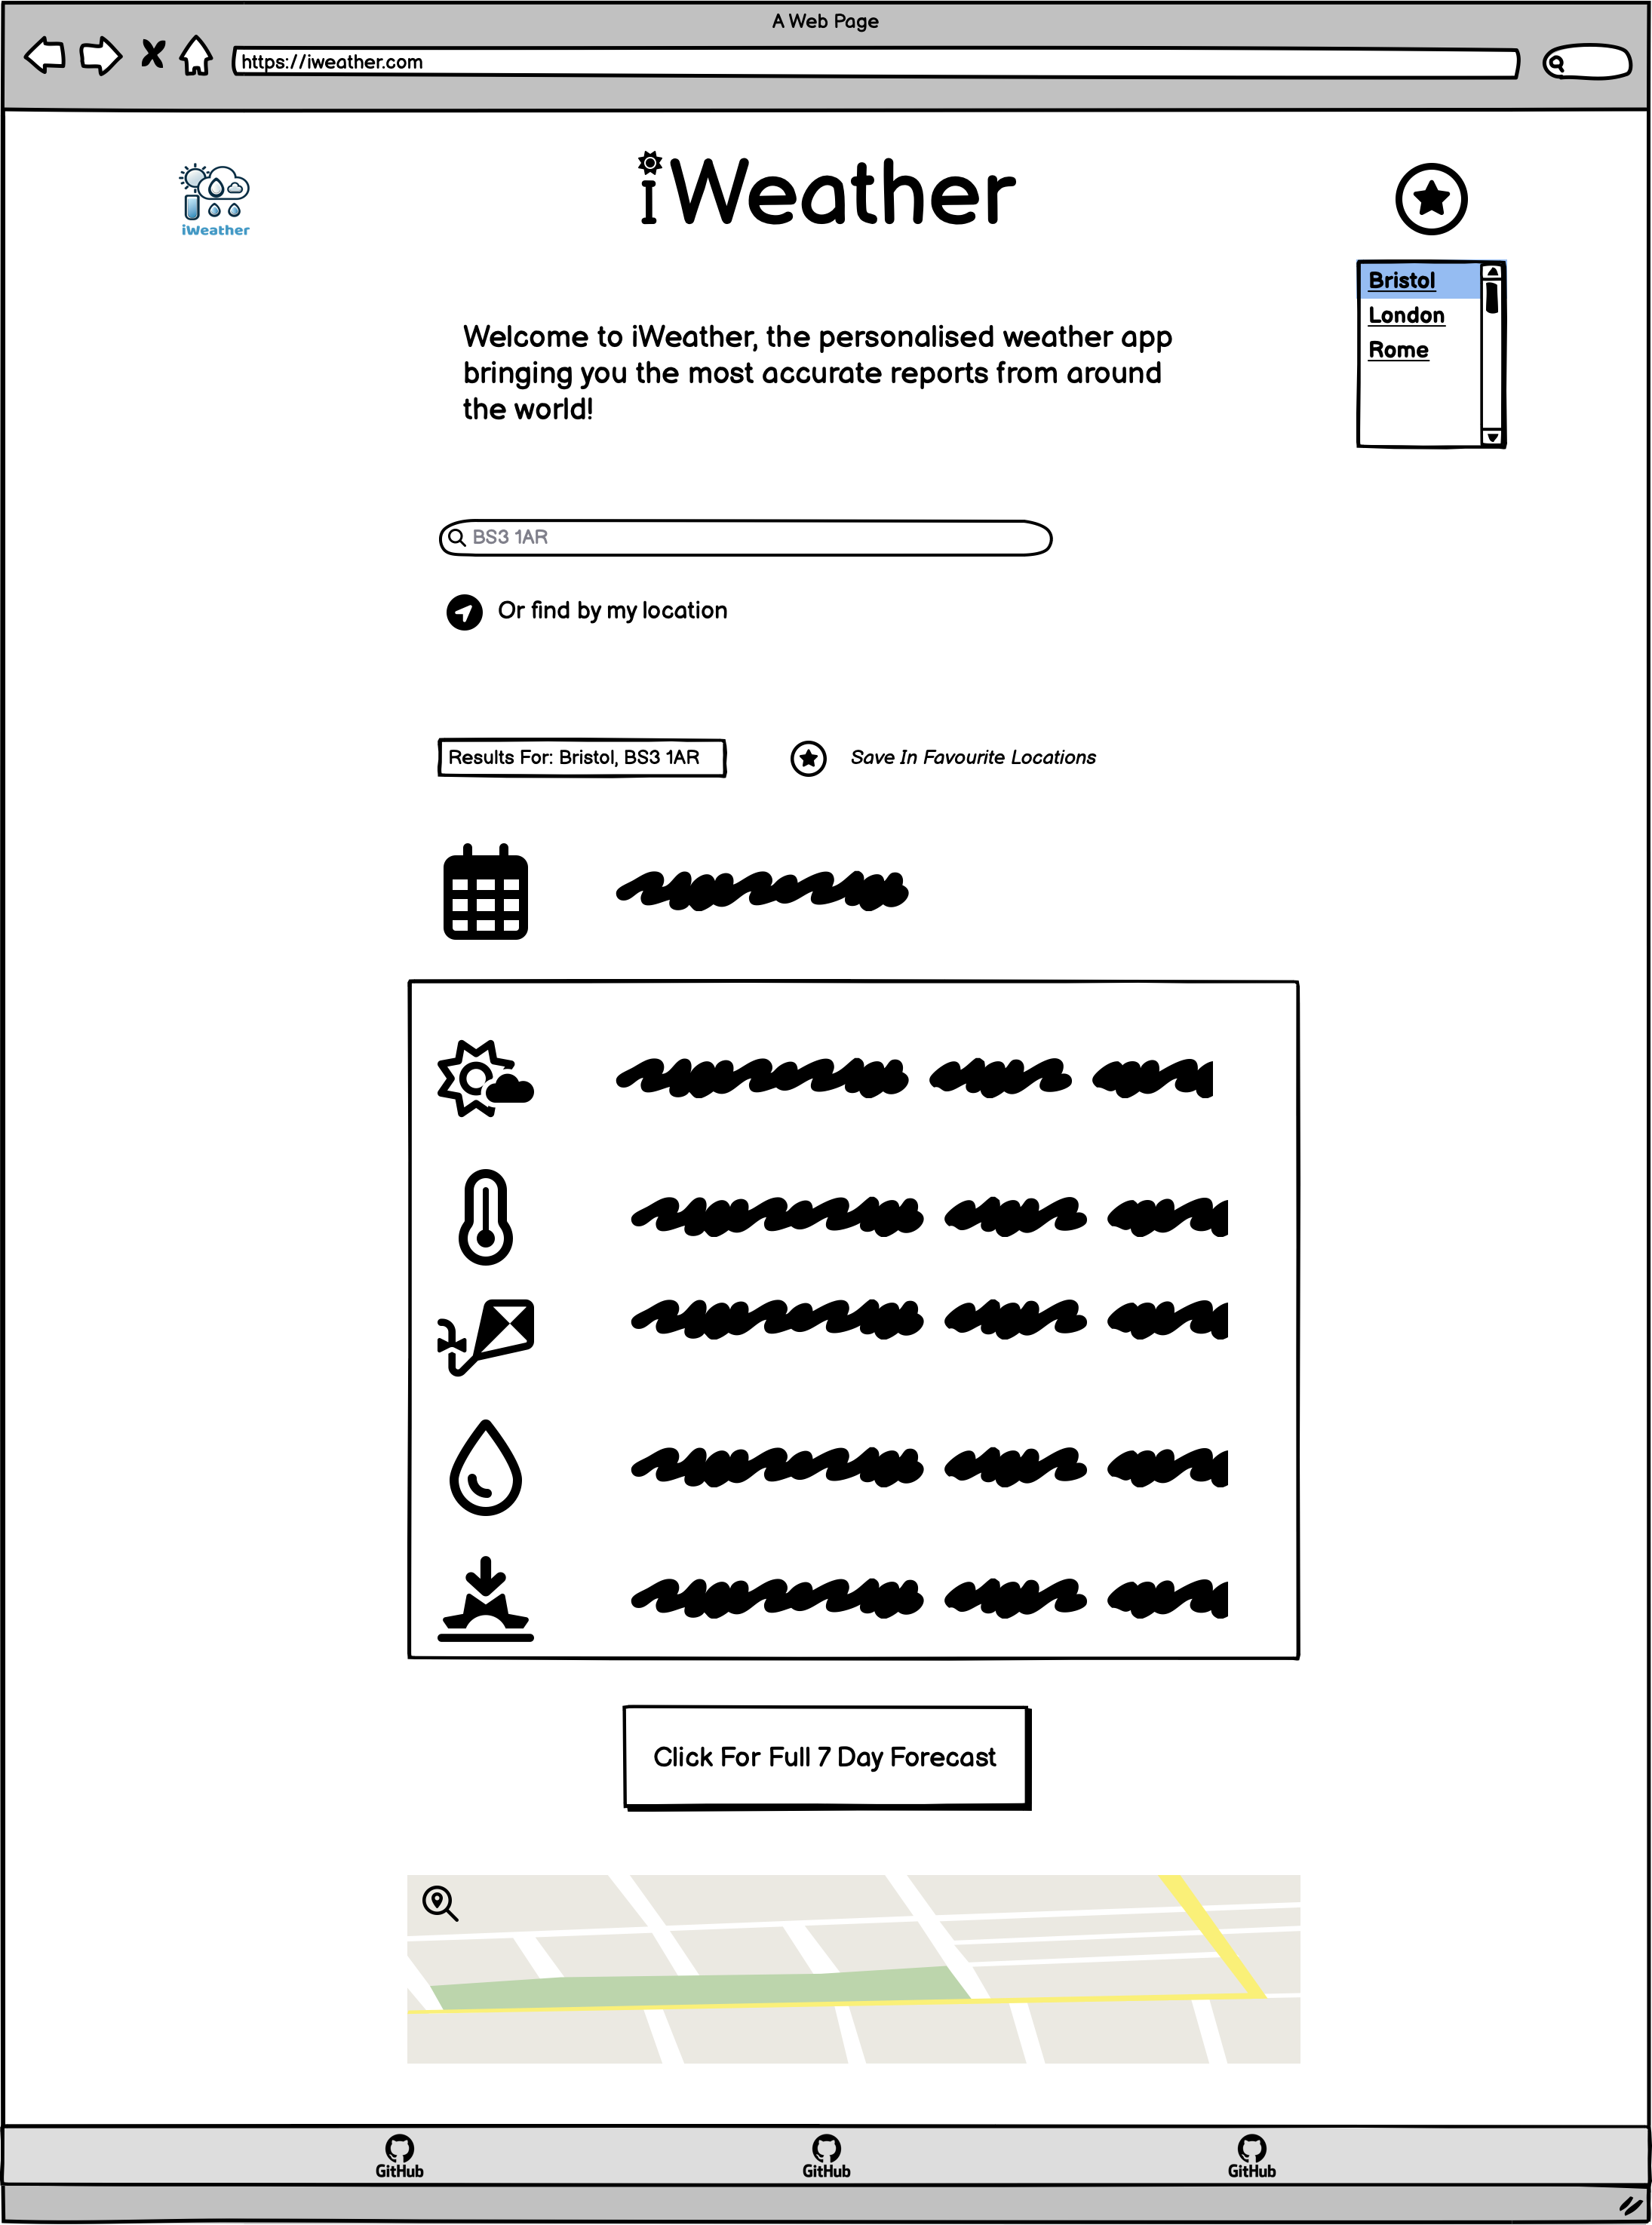 A Web Page
https://iweather.com
iWeather
iWeather
Bristol
London
Rome
Welcome to iWeather, the personalised weather app
bringing you the most accurate reports from around
the world!
BS3 1AR
Or find by my location
Results For: Bristol, BS3 1AR
Save In Favourite Locations
Click For Full 7 Day Forecast
GitHub
GitHub
GitHub